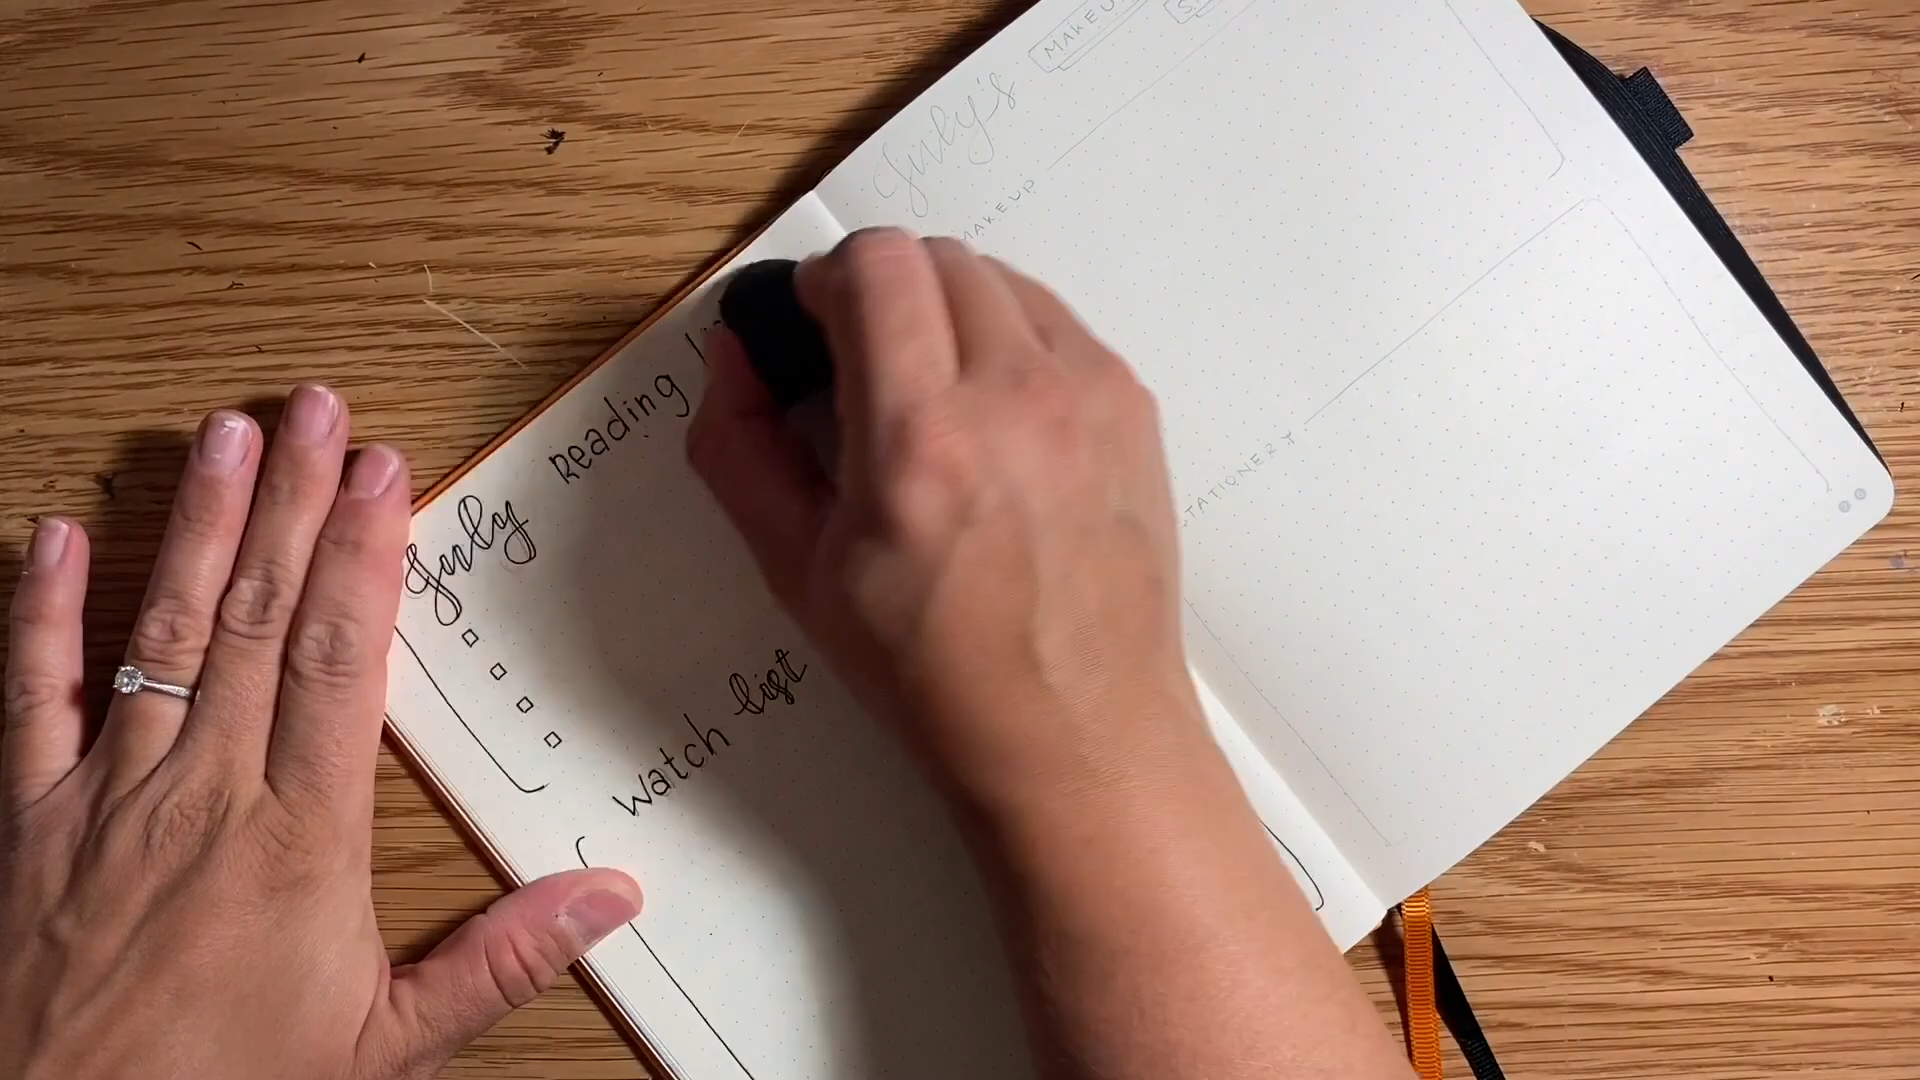 July Reading
Watch list
July's MAKEUP
MAKEUP
STATIONERY